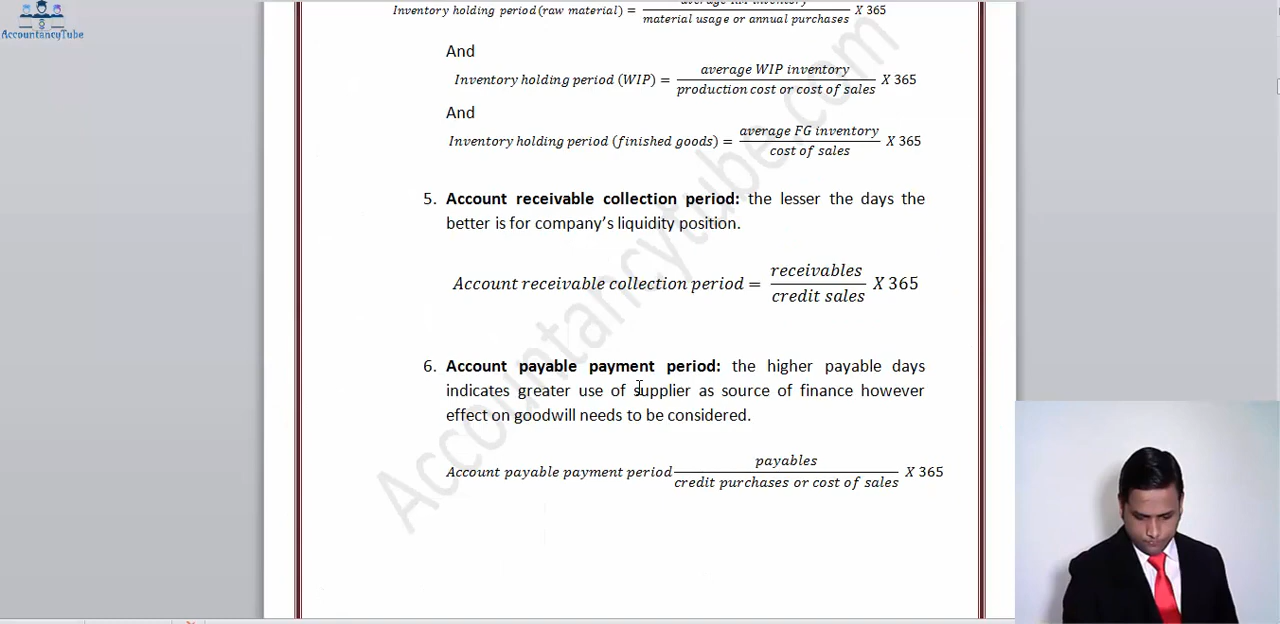 AccountancyTube
Inventory holding period (raw material) = average RM inventory / material usage or annual purchases X 365
And
Inventory holding period (WIP) = average WIP inventory / production cost or cost of sales X 365
And
Inventory holding period (finished goods) = average FG inventory / cost of sales X 365
5. Account receivable collection period: the lesser the days the
better is for company's liquidity position.
Account receivable collection period = receivables / credit sales X 365
6. Account payable payment period: the higher payable days
indicates greater use of supplier as source of finance however
effect on goodwill needs to be considered.
Account payable payment period payables / credit purchases or cost of sales X 365
Accountancytube.com